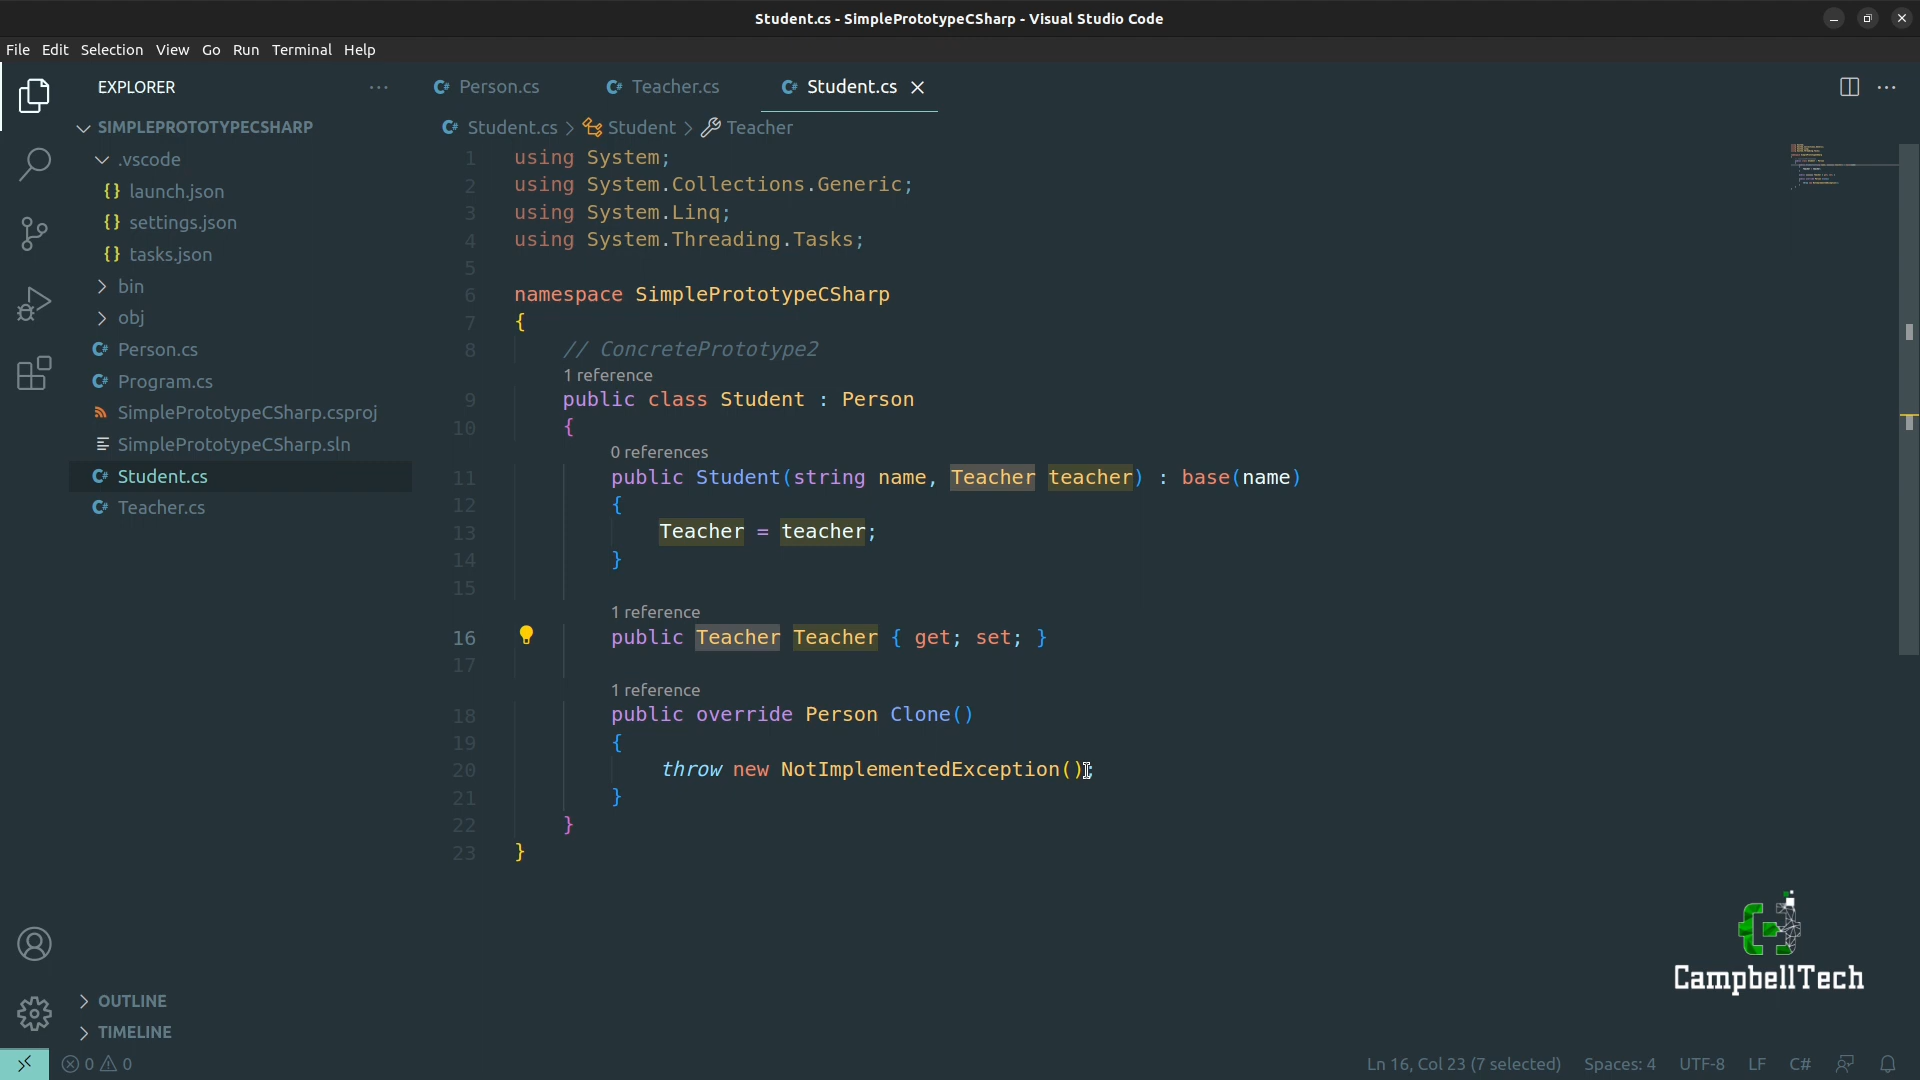 Student.cs - SimplePrototypeCSharp - Visual Studio Code
File Edit Selection View Go Run Terminal Help
EXPLORER
SIMPLEPROTOTYPECSHARP
.vscode
{} launch.json
{} settings.json
{} tasks.json
bin
obj
C# Person.cs
C# Program.cs
SimplePrototypeCSharp.csproj
SimplePrototypeCSharp.sln
C# Student.cs
C# Teacher.cs
OUTLINE
TIMELINE
C# Person.cs C# Teacher.cs C# Student.cs
C# Student.cs > Student > Teacher
1 using System;
2 using System.Collections.Generic;
3 using System.Linq;
4 using System.Threading.Tasks;
5
6 namespace SimplePrototypeCSharp
7 {
8 // ConcretePrototype2
1 reference
9 public class Student : Person
10 {
0 references
11 public Student(string name, Teacher teacher) : base(name)
12 {
13 Teacher = teacher;
14 }
15
1 reference
16 public Teacher Teacher { get; set; }
17
1 reference
18 public override Person Clone()
19 {
20 throw new NotImplementedException();
21 }
22 }
23 }
CampbellTech
0 0
Ln 16, Col 23 (7 selected) Spaces: 4 UTF-8 LF C#